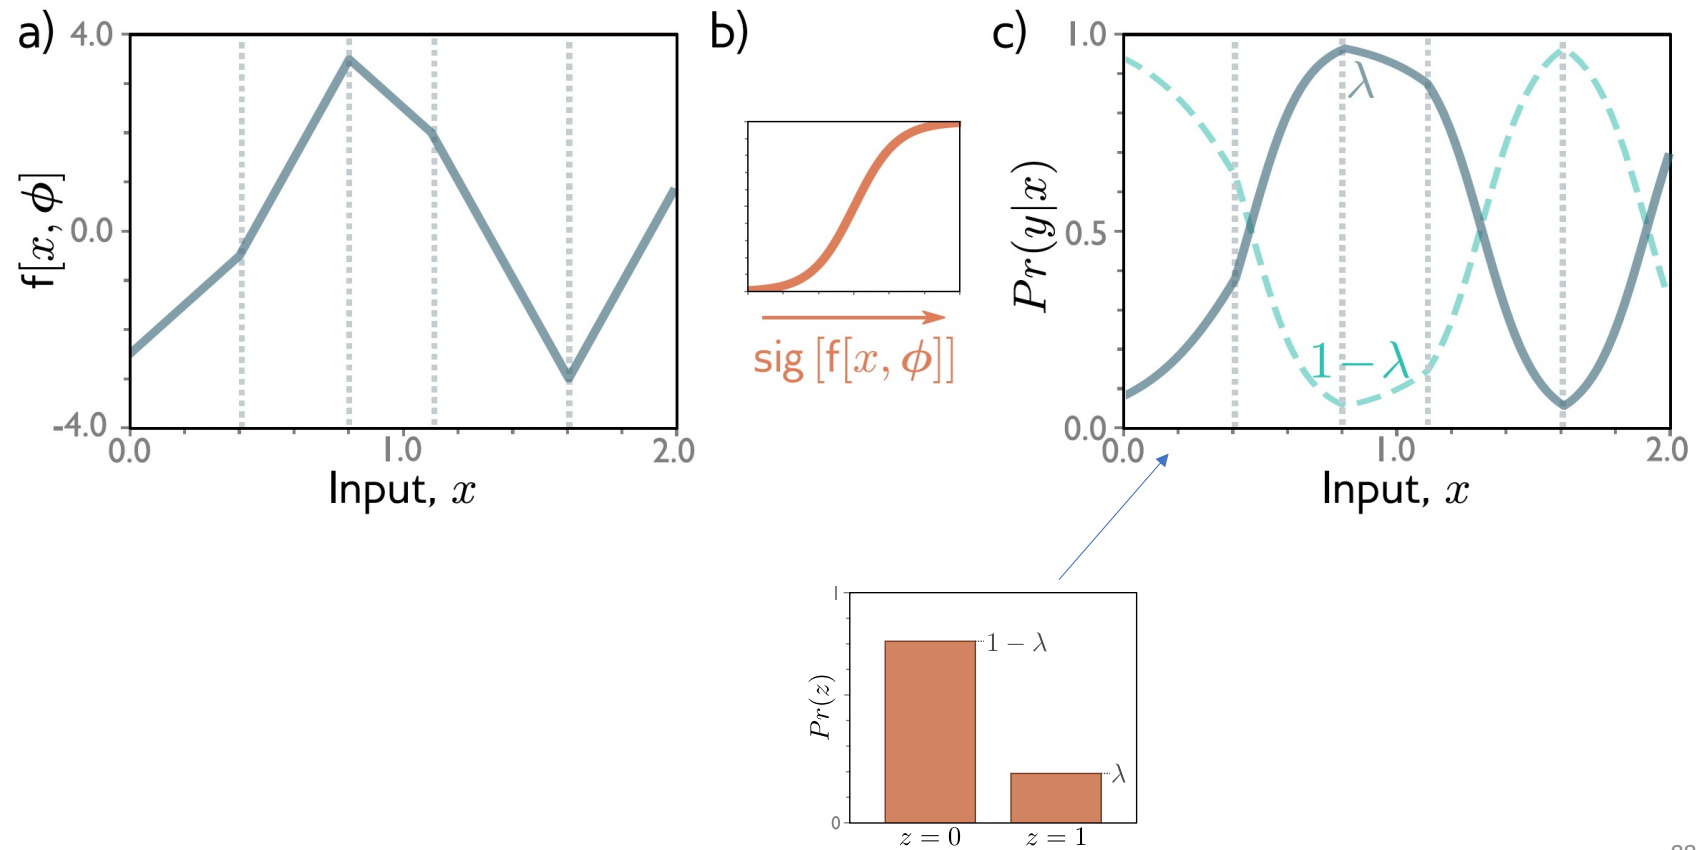 a)
4.0
0.0
-4.0
f[x, ϕ]
0.0
1.0
2.0
Input, x
b)
sig [f[x, ϕ]]
c)
1.0
0.5
0.0
Pr(y|x)
λ
1−λ
0.0
1.0
2.0
Input, x
1
0
Pr(z)
1 − λ
λ
z = 0
z = 1